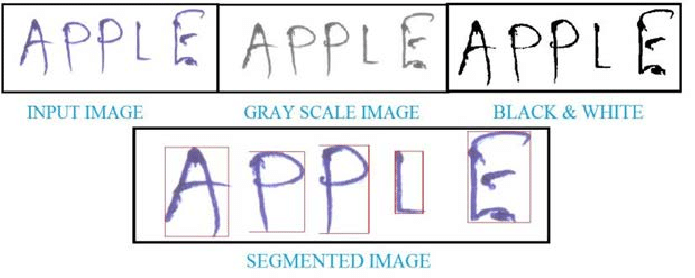 APPLE APPLE APPLE
INPUT IMAGE GRAY SCALE IMAGE BLACK & WHITE
APPLE
SEGMENTED IMAGE